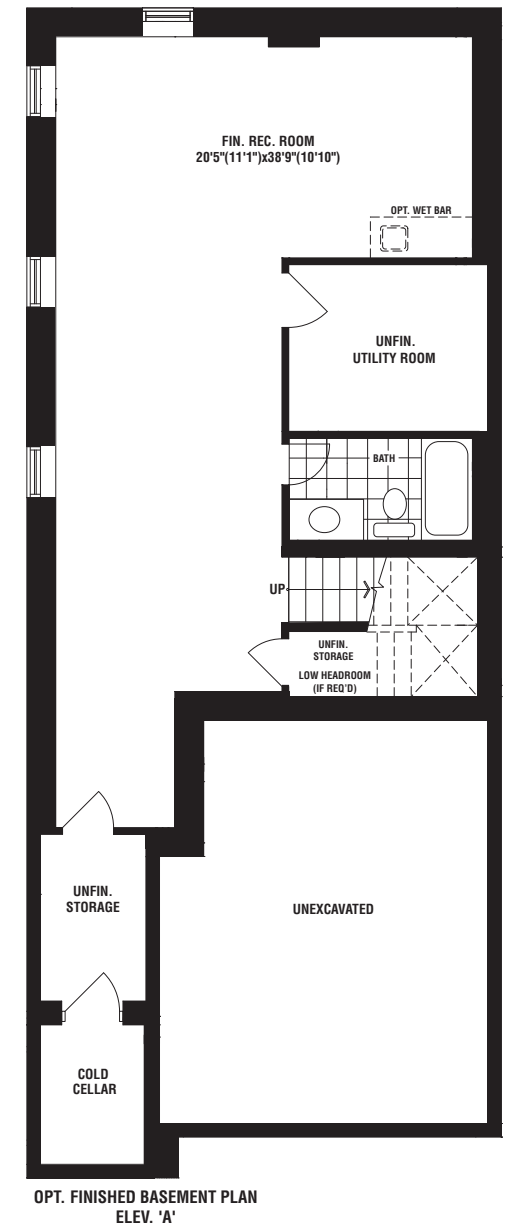 FIN. REC. ROOM
20'5"(11'1")x38'9"(10'10")
OPT. WET BAR
UNFIN.
UTILITY ROOM
BATH
UP
UNFIN.
STORAGE
LOW HEADROOM
(IF REQ'D)
UNFIN.
STORAGE
UNEXCAVATED
COLD
CELLAR
OPT. FINISHED BASEMENT PLAN
ELEV. 'A'